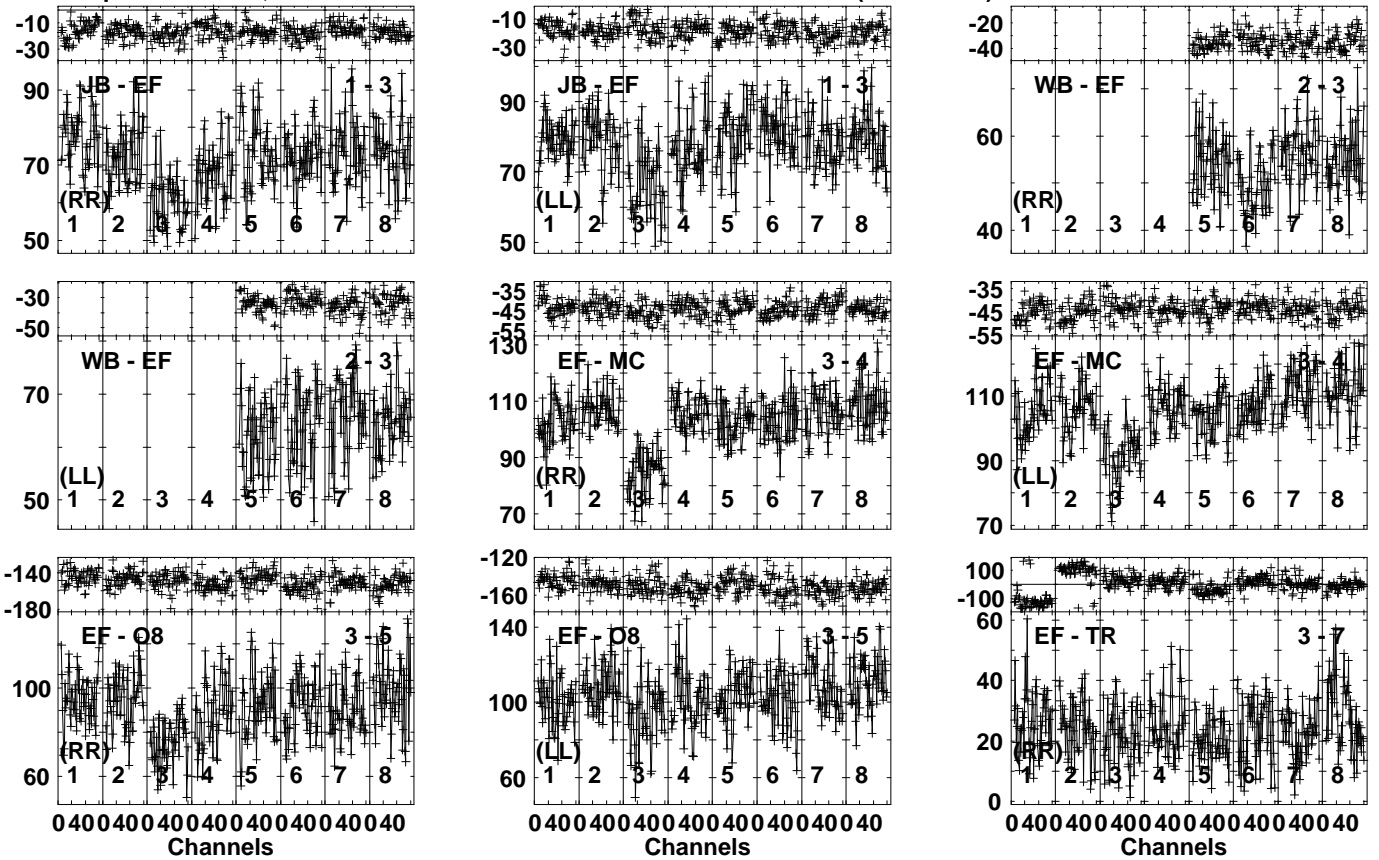 -10
-30
JB - EF 1 - 3
90
70
50
(RR)
1 2 3 4 5 6 7 8
-10
-30
JB - EF 1 - 3
90
70
50
(LL)
1 2 3 4 5 6 7 8
-20
-40
WB - EF 2 - 3
60
40
(RR)
1 2 3 4 5 6 7 8
-30
-50
WB - EF 2 - 3
70
50
(LL)
1 2 3 4 5 6 7 8
-35
-45
-55
EF - MC 3 - 4
130
110
90
70
(RR)
1 2 3 4 5 6 7 8
-35
-45
-55
EF - MC 3 - 4
110
90
70
(LL)
1 2 3 4 5 6 7 8
-140
-180
EF - O8 3 - 5
100
60
(RR)
1 2 3 4 5 6 7 8
0 40 0 40 0 40 0 40 0 40 0 40 0 40 0 40
Channels
-120
-160
EF - O8 3 - 5
140
100
60
(LL)
1 2 3 4 5 6 7 8
0 40 0 40 0 40 0 40 0 40 0 40 0 40 0 40
Channels
100
-100
EF - TR 3 - 7
60
40
20
0
(RR)
1 2 3 4 5 6 7 8
0 40 0 40 0 40 0 40 0 40 0 40 0 40 0 40
Channels